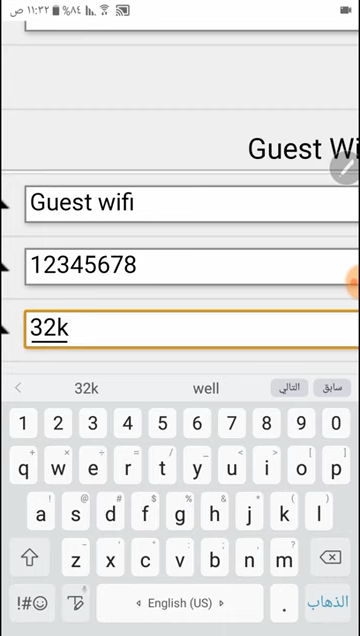 ١١:٣٢ ص ٨٤%
Guest Wi
Guest wifi
12345678
32k
32k well التالي سابق
1 2 3 4 5 6 7 8 9 0
+ × ÷ = / _ < > [ ]
q w e r t y u i o p
! @ # $ % & * ( )
a s d f g h j k l
- ' " : ; , ?
z x c v b n m
!#☺ English (US) . الذهاب